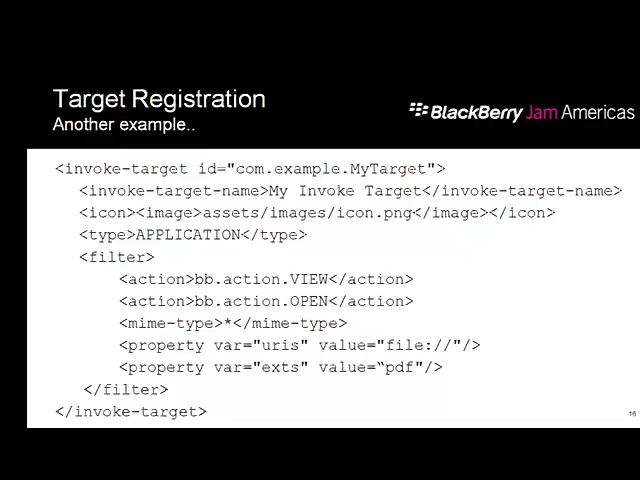 Target Registration
Another example..
BlackBerry Jam Americas
<invoke-target id="com.example.MyTarget">
<invoke-target-name>My Invoke Target</invoke-target-name>
<icon><image>assets/images/icon.png</image></icon>
<type>APPLICATION</type>
<filter>
<action>bb.action.VIEW</action>
<action>bb.action.OPEN</action>
<mime-type>*</mime-type>
<property var="uris" value="file://"/>
<property var="exts" value=“pdf"/>
</filter>
</invoke-target>
16